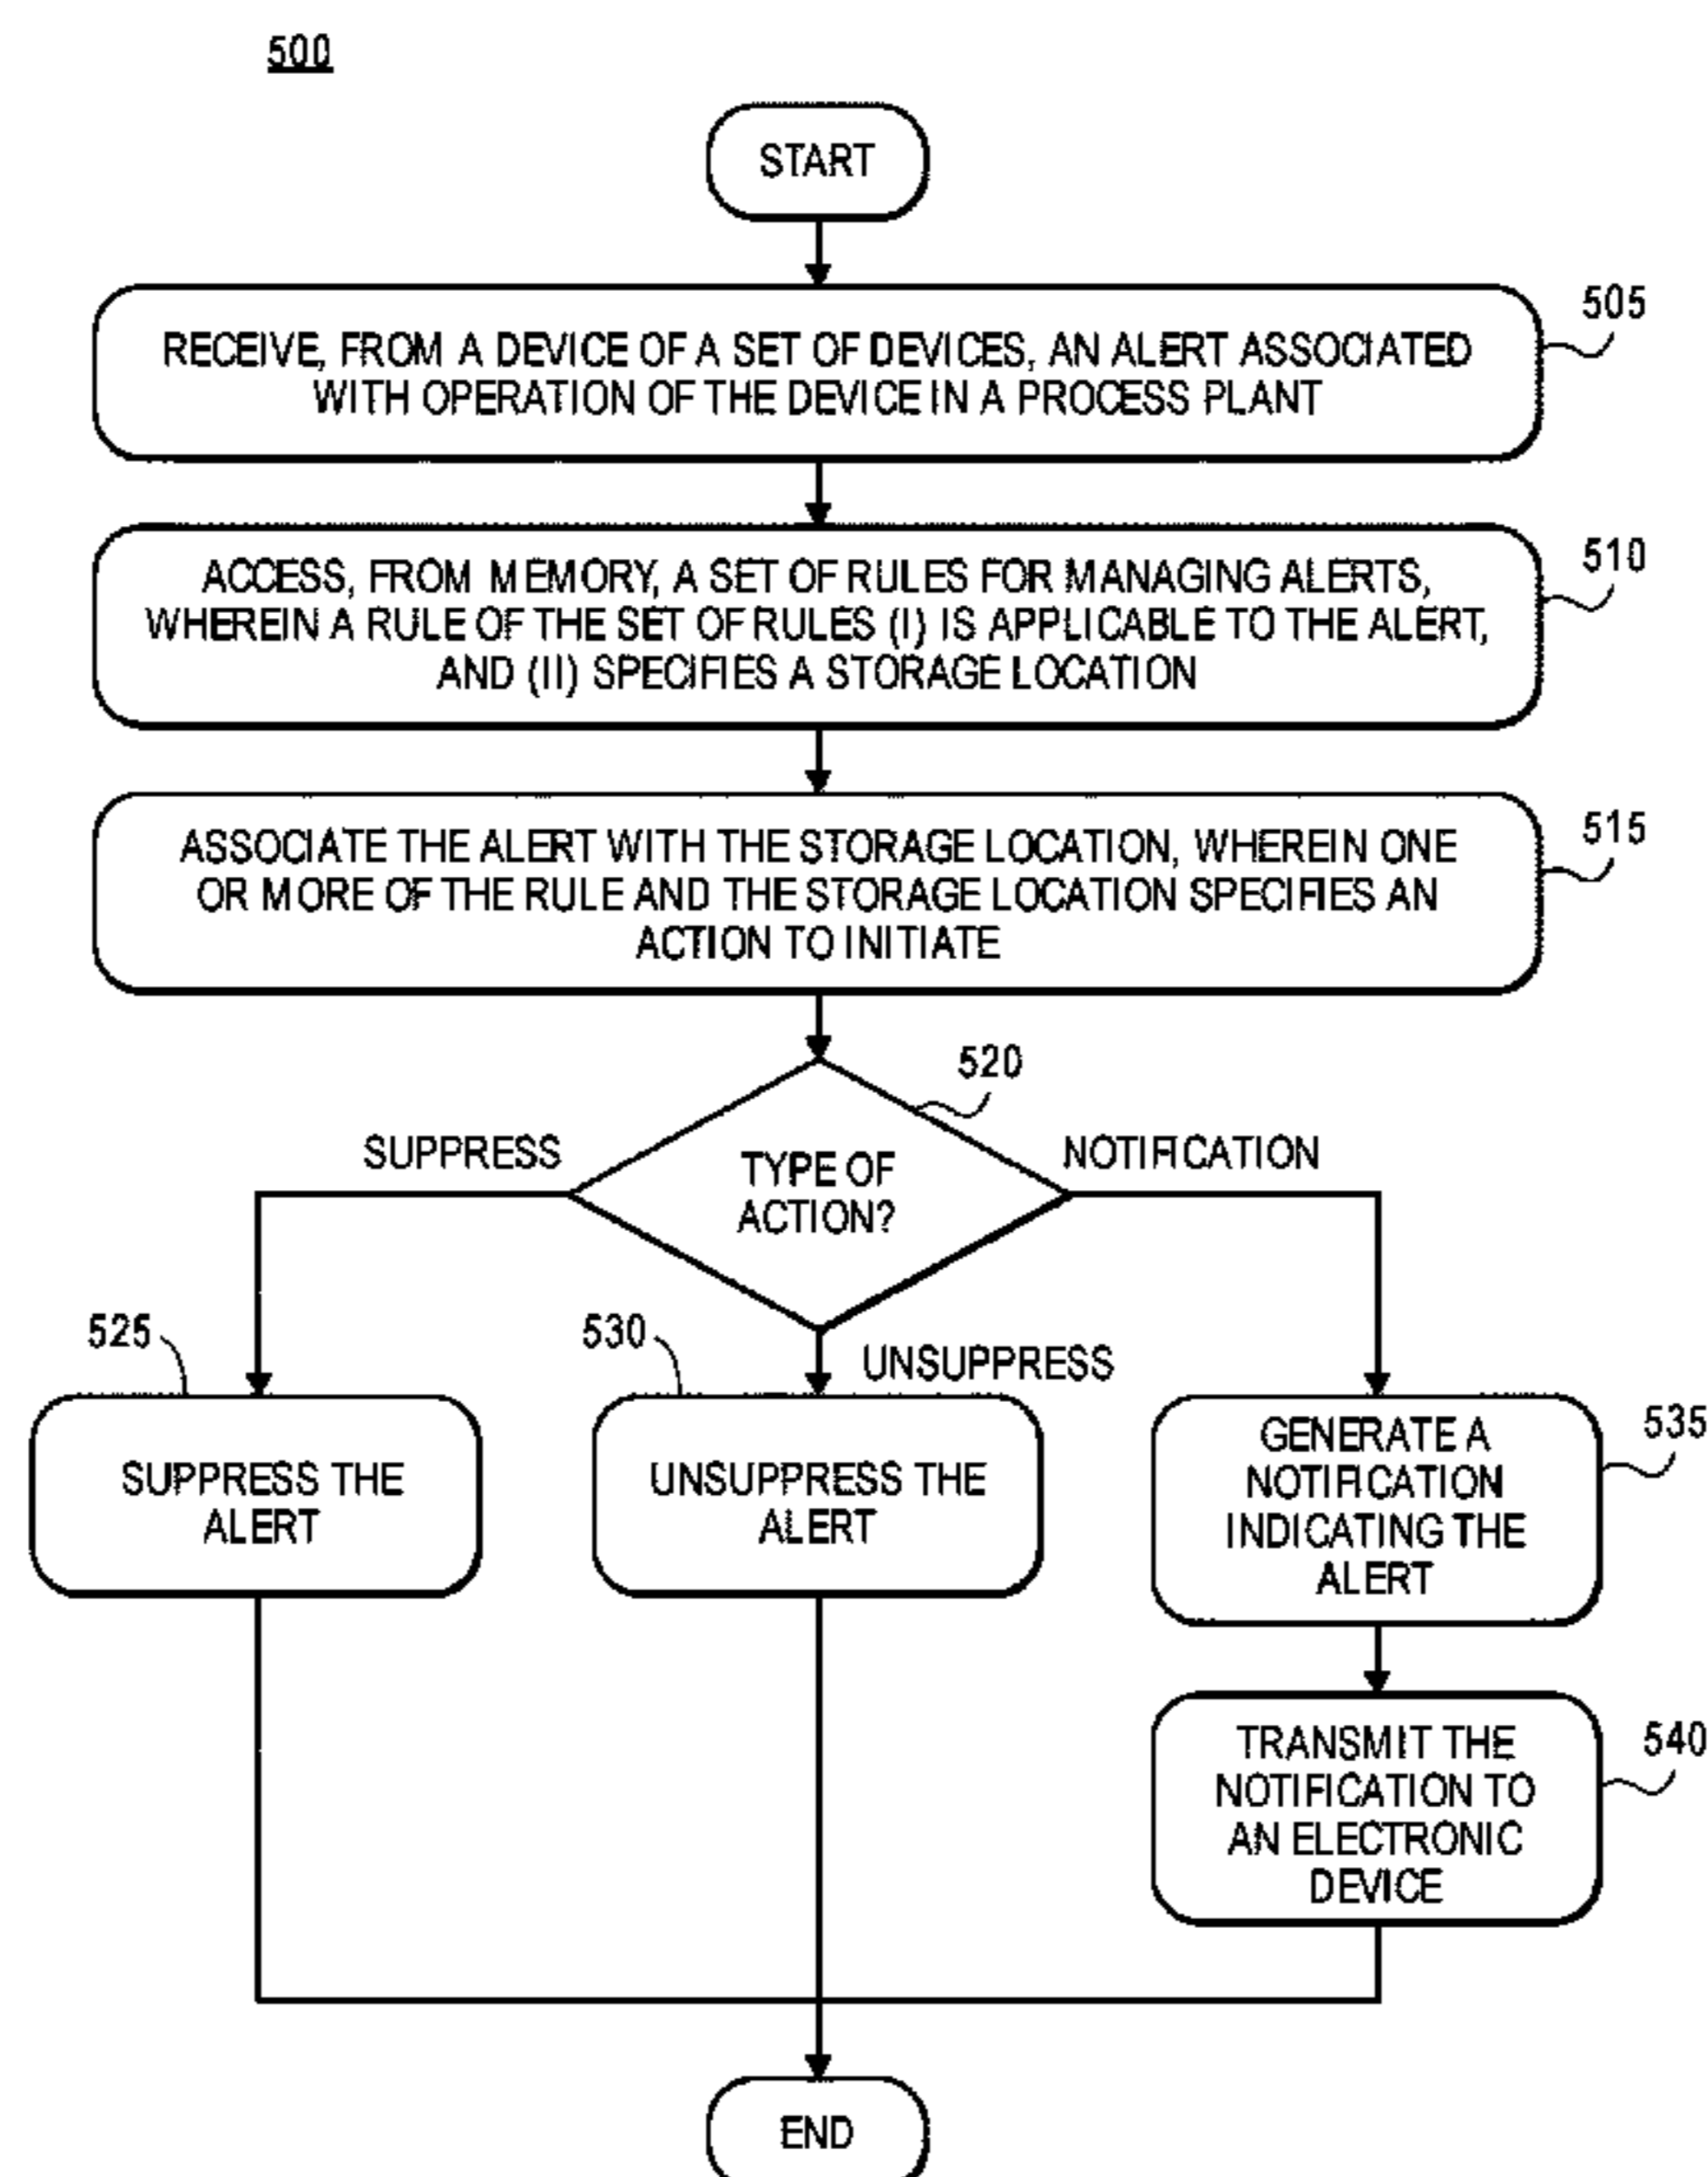 500
START
505
RECEIVE, FROM A DEVICE OF A SET OF DEVICES, AN ALERT ASSOCIATED
WITH OPERATION OF THE DEVICE IN A PROCESS PLANT
510
ACCESS, FROM MEMORY, A SET OF RULES FOR MANAGING ALERTS,
WHEREIN A RULE OF THE SET OF RULES (I) IS APPLICABLE TO THE ALERT,
AND (II) SPECIFIES A STORAGE LOCATION
515
ASSOCIATE THE ALERT WITH THE STORAGE LOCATION, WHEREIN ONE
OR MORE OF THE RULE AND THE STORAGE LOCATION SPECIFIES AN
ACTION TO INITIATE
520
SUPPRESS
TYPE OF
ACTION?
NOTIFICATION
UNSUPPRESS
525
SUPPRESS THE
ALERT
530
UNSUPPRESS THE
ALERT
535
GENERATE A
NOTIFICATION
INDICATING THE
ALERT
540
TRANSMIT THE
NOTIFICATION TO
AN ELECTRONIC
DEVICE
END